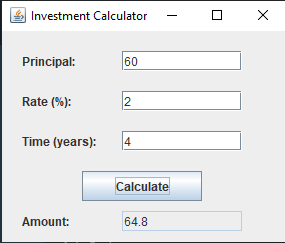 Investment Calculator
Principal: 60
Rate (%): 2
Time (years): 4
Calculate
Amount: 64.8